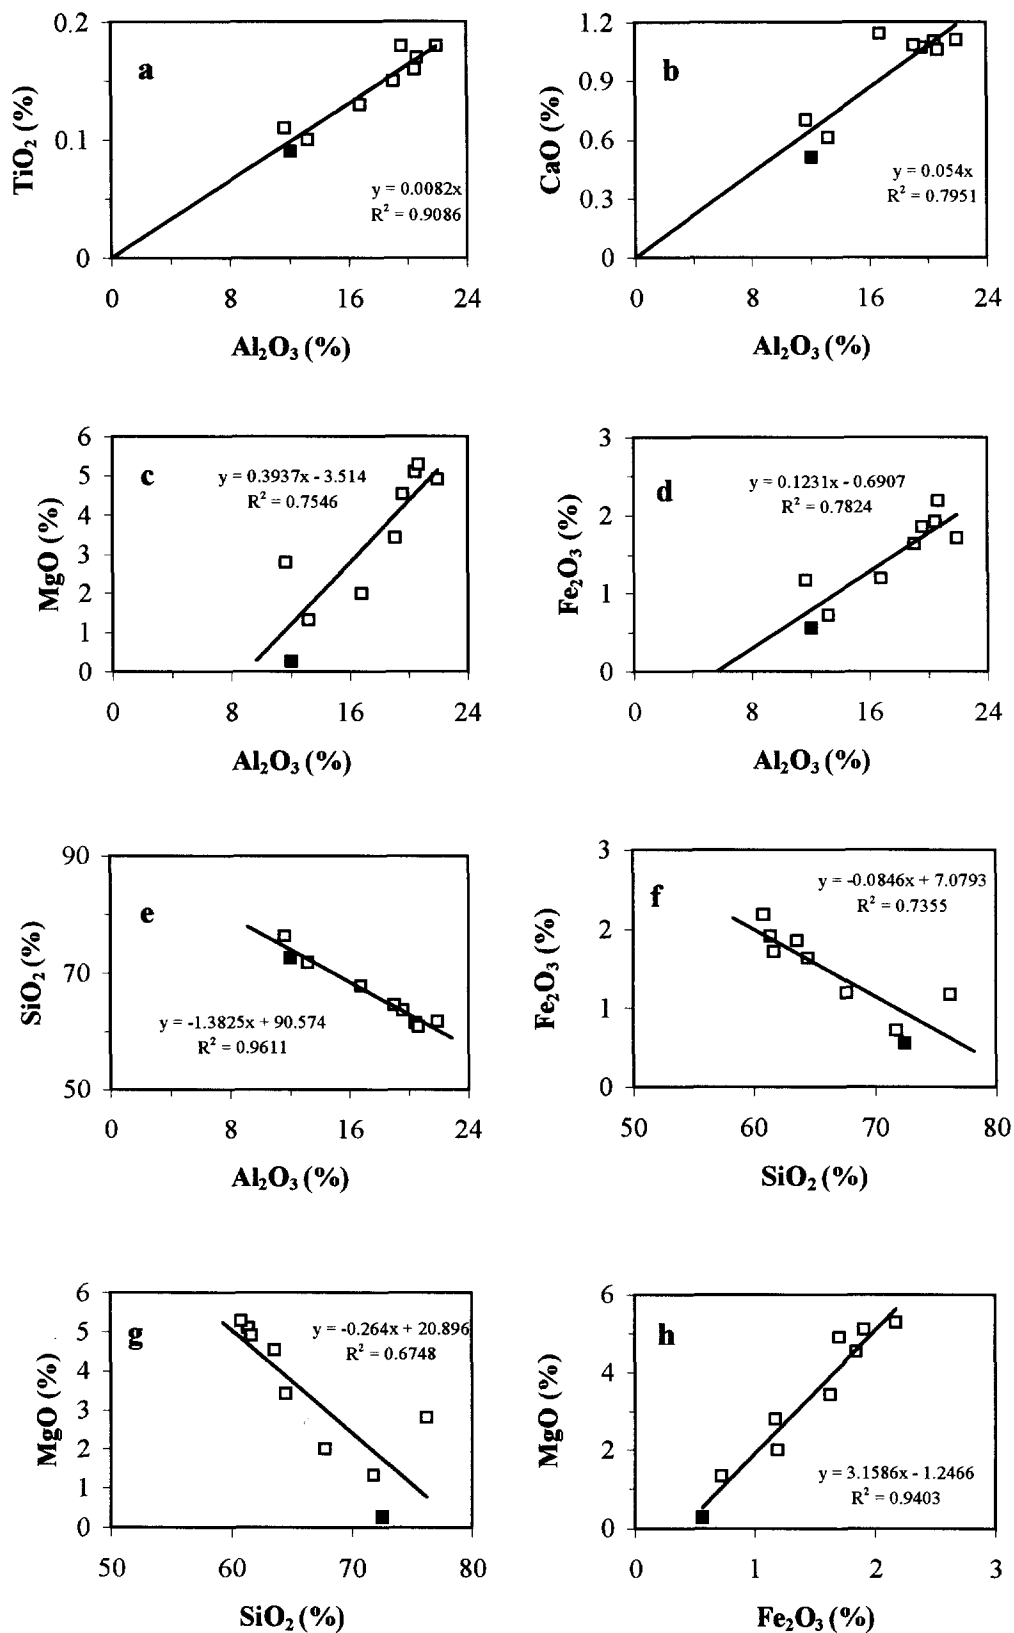 0.2
a
TiO₂ (%)
0.1
y = 0.0082x
R² = 0.9086
0
0 8 16 24
Al₂O₃ (%)
1.2
b
0.9
CaO (%)
0.6
y = 0.054x
R² = 0.7951
0.3
0
0 8 16 24
Al₂O₃ (%)
6
c
y = 0.3937x - 3.514
R² = 0.7546
5
4
MgO (%)
3
2
1
0
0 8 16 24
Al₂O₃ (%)
3
d
y = 0.1231x - 0.6907
R² = 0.7824
2
Fe₂O₃ (%)
1
0
0 8 16 24
Al₂O₃ (%)
90
e
SiO₂ (%)
70
y = -1.3825x + 90.574
R² = 0.9611
50
0 8 16 24
Al₂O₃ (%)
3
f
y = -0.0846x + 7.0793
R² = 0.7355
2
Fe₂O₃ (%)
1
0
50 60 70 80
SiO₂ (%)
6
g
y = -0.264x + 20.896
R² = 0.6748
5
4
MgO (%)
3
2
1
0
50 60 70 80
SiO₂ (%)
6
h
4
MgO (%)
2
y = 3.1586x - 1.2466
R² = 0.9403
0
0 1 2 3
Fe₂O₃ (%)